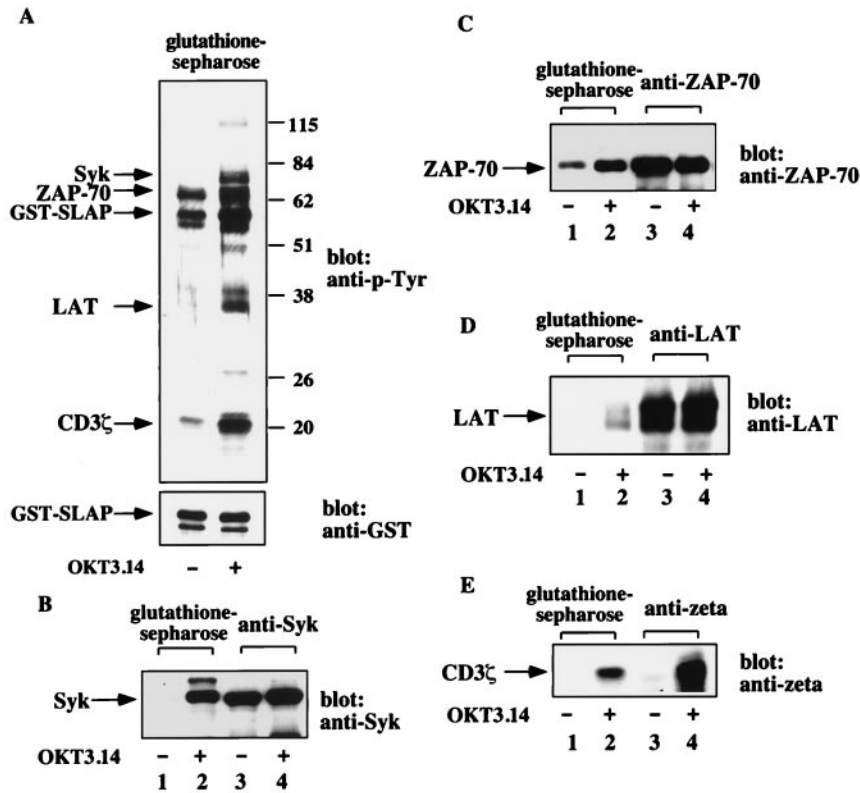 A
glutathione-
sepharose
115
84
Syk
ZAP-70
62
GST-SLAP
51
blot:
anti-p-Tyr
38
LAT
26
CD3ζ
20
GST-SLAP
blot:
anti-GST
OKT3.14 – +
B
glutathione-
sepharose anti-Syk
Syk
blot:
anti-Syk
OKT3.14 – + – +
1 2 3 4
C
glutathione-
sepharose anti-ZAP-70
ZAP-70
blot:
anti-ZAP-70
OKT3.14 – + – +
1 2 3 4
D
glutathione-
sepharose anti-LAT
LAT
blot:
anti-LAT
OKT3.14 – + – +
1 2 3 4
E
glutathione-
sepharose anti-zeta
CD3ζ
blot:
anti-zeta
OKT3.14 – + – +
1 2 3 4